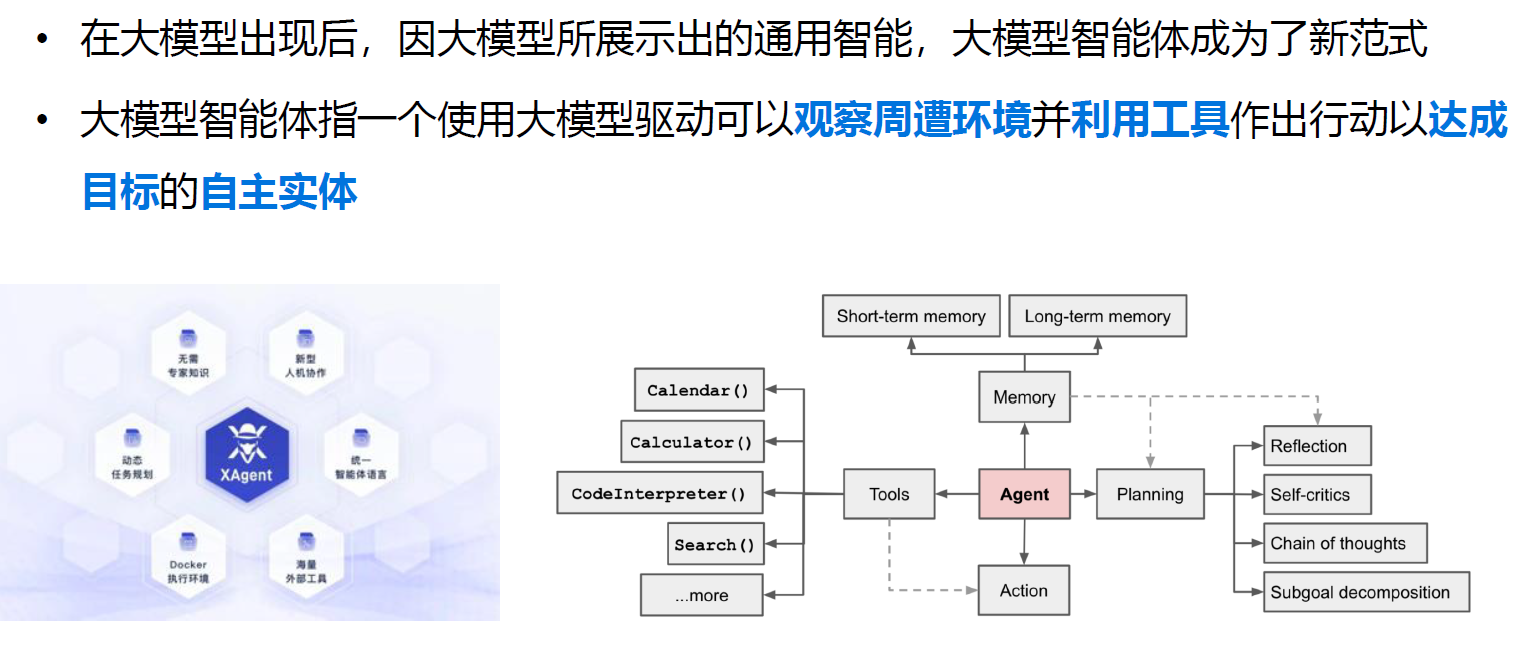 • 在大模型出现后，因大模型所展示出的通用智能，大模型智能体成为了新范式
• 大模型智能体指一个使用大模型驱动可以观察周遭环境并利用工具作出行动以达成
目标的自主实体
无需
专家知识
新型
人机协作
动态
任务规划
XAgent
统一
智能体语言
Docker
执行环境
海量
外部工具
Short-term memory
Long-term memory
Calendar()
Memory
Calculator()
Reflection
CodeInterpreter()
Tools
Agent
Planning
Self-critics
Search()
Chain of thoughts
...more
Action
Subgoal decomposition